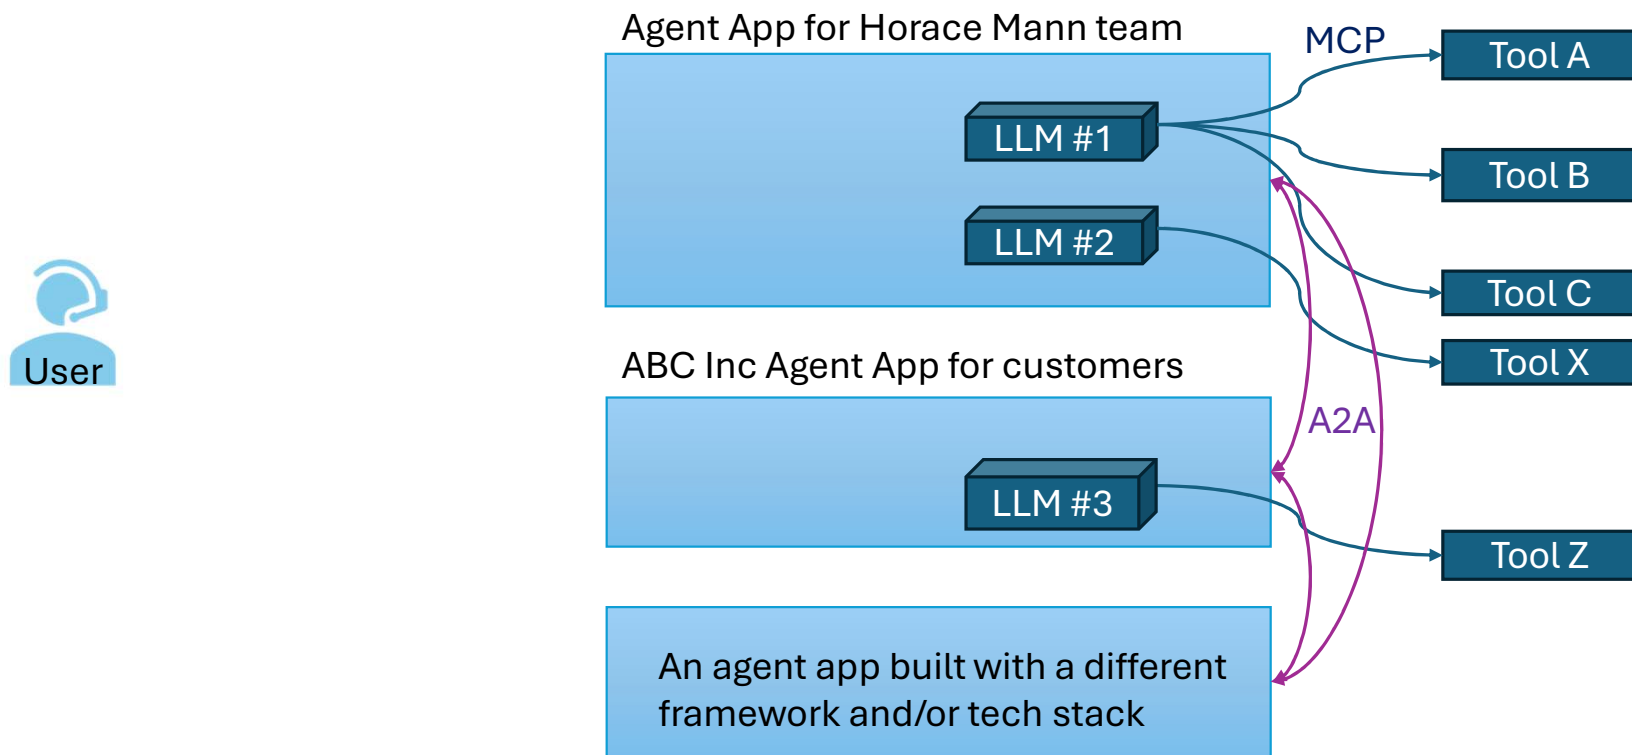 Agent App for Horace Mann team
MCP
Tool A
LLM #1
Tool B
LLM #2
Tool C
User
ABC Inc Agent App for customers
Tool X
A2A
LLM #3
Tool Z
An agent app built with a different
framework and/or tech stack